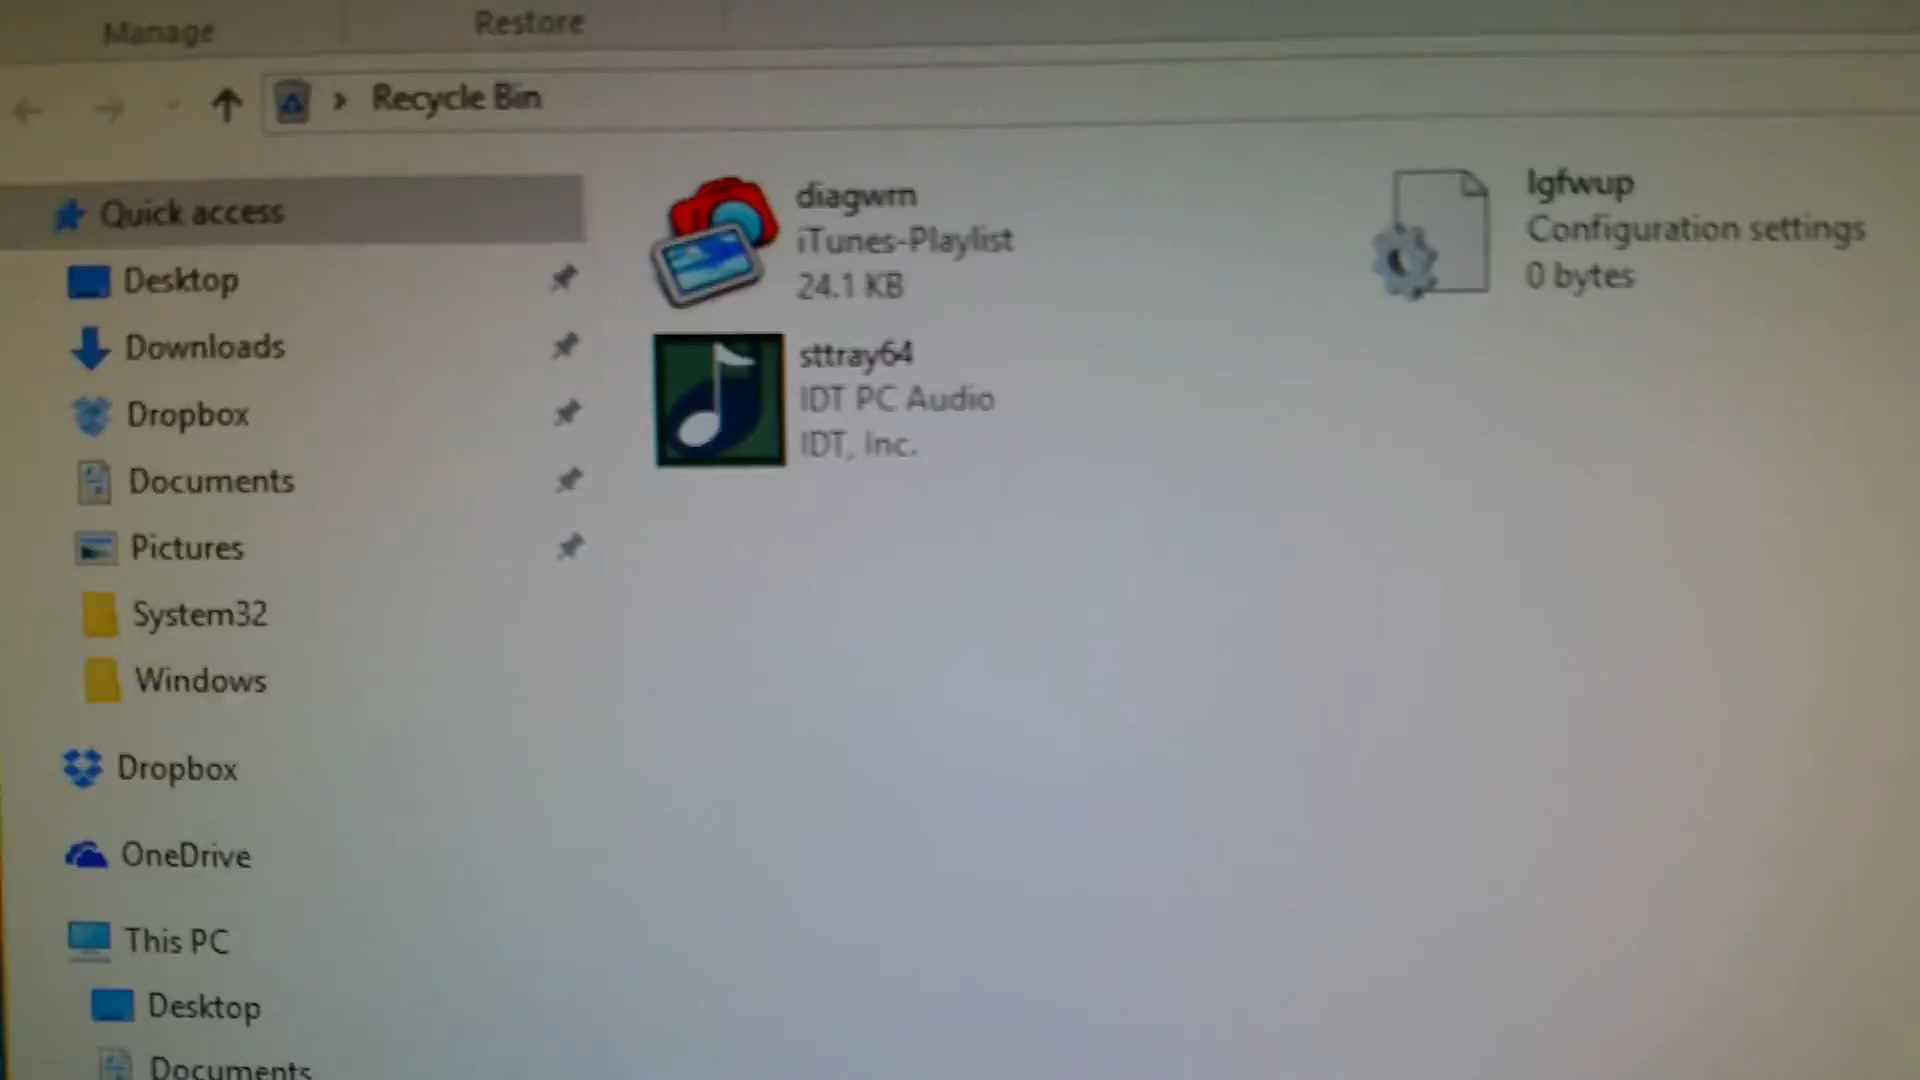 Manage
Restore
Recycle Bin
Quick access
Desktop
Downloads
Dropbox
Documents
Pictures
System32
Windows
Dropbox
OneDrive
This PC
Desktop
Documents
diagwrn
iTunes-Playlist
24.1 KB
sttray64
IDT PC Audio
IDT, Inc.
lgfwup
Configuration settings
0 bytes